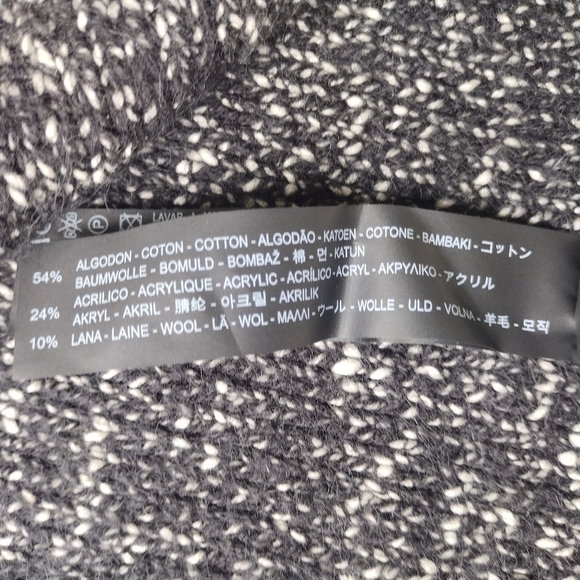 LAVAR
54% ALGODON - COTON - COTTON - ALGODÃO - KATOEN - COTONE - BAMBAKI - コットン
BAUMWOLLE - BOMULD - BOMBAŽ - 棉 - 면 - KATUN
ACRILICO - ACRYLIQUE - ACRYLIC - ACRÍLICO - ACRYL - ΑΚΡΥΛΙΚΟ - アクリル
24% AKRYL - AKRIL - 腈纶 - 아크릴 - AKRILIK
10% LANA - LAINE - WOOL - LÃ - WOL - ΜΑΛΛΙ - ウール - WOLLE - ULD - VOLNA - 羊毛 - 모직